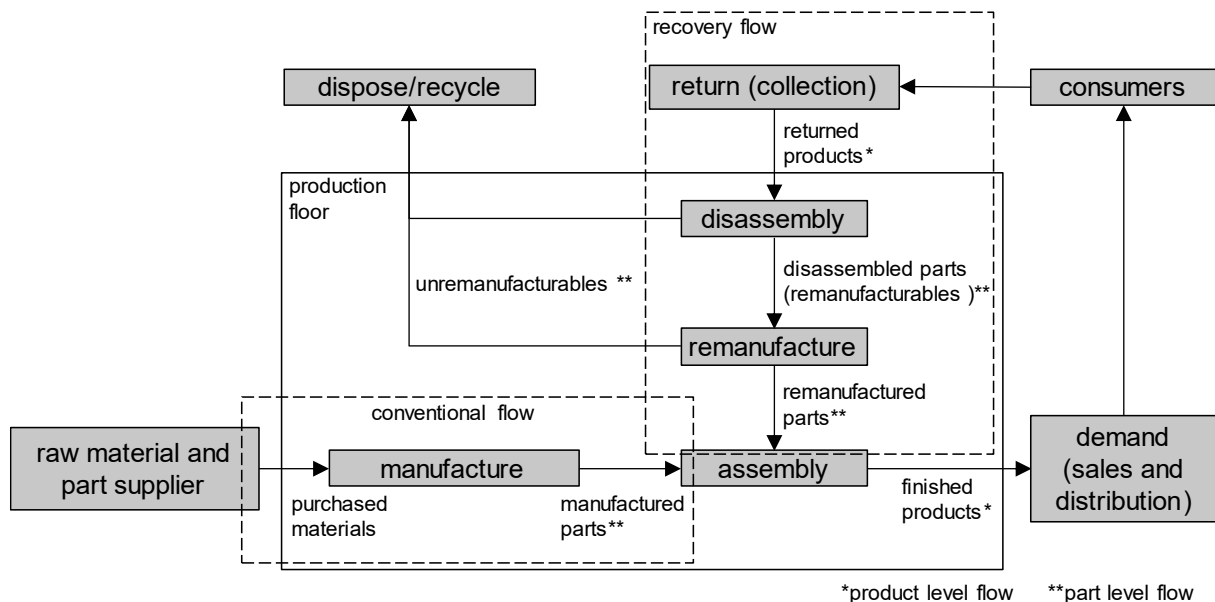 recovery flow
dispose/recycle
return (collection)
consumers
returned
products*
production
floor
disassembly
unremanufacturables **
disassembled parts
(remanufacturables )**
remanufacture
remanufactured
parts**
conventional flow
raw material and
part supplier
manufacture
assembly
demand
(sales and
distribution)
purchased
materials
manufactured
parts**
finished
products*
*product level flow
**part level flow